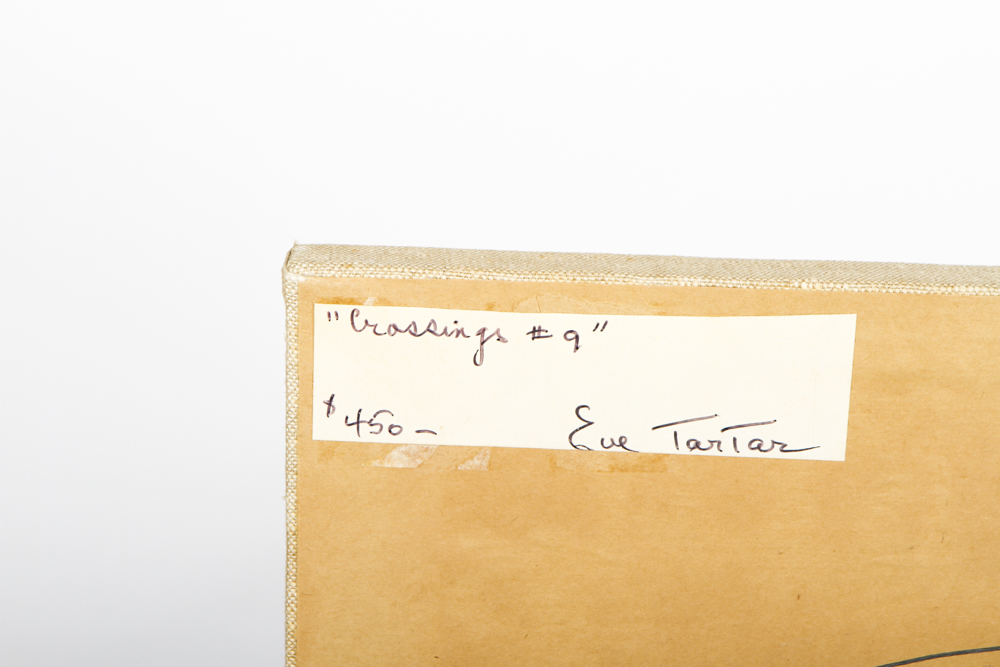 "Crossings #9"
$450-
Eve TarTar